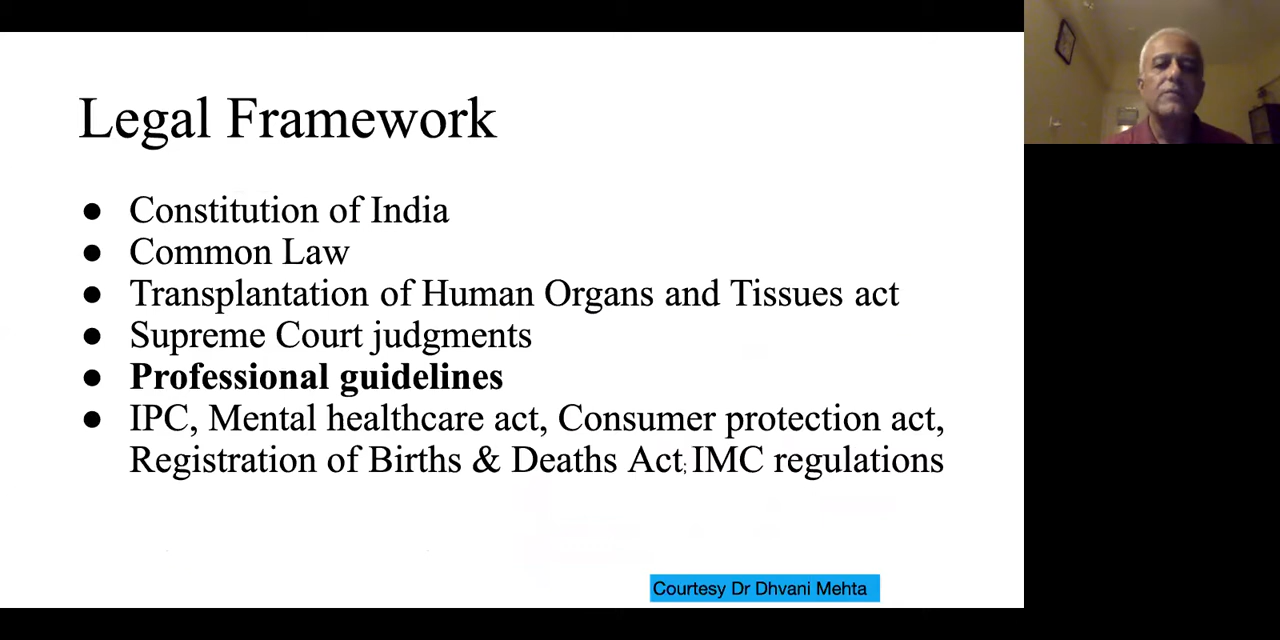 Legal Framework
● Constitution of India
● Common Law
● Transplantation of Human Organs and Tissues act
● Supreme Court judgments
● Professional guidelines
● IPC, Mental healthcare act, Consumer protection act,
Registration of Births & Deaths Act; IMC regulations
Courtesy Dr Dhvani Mehta